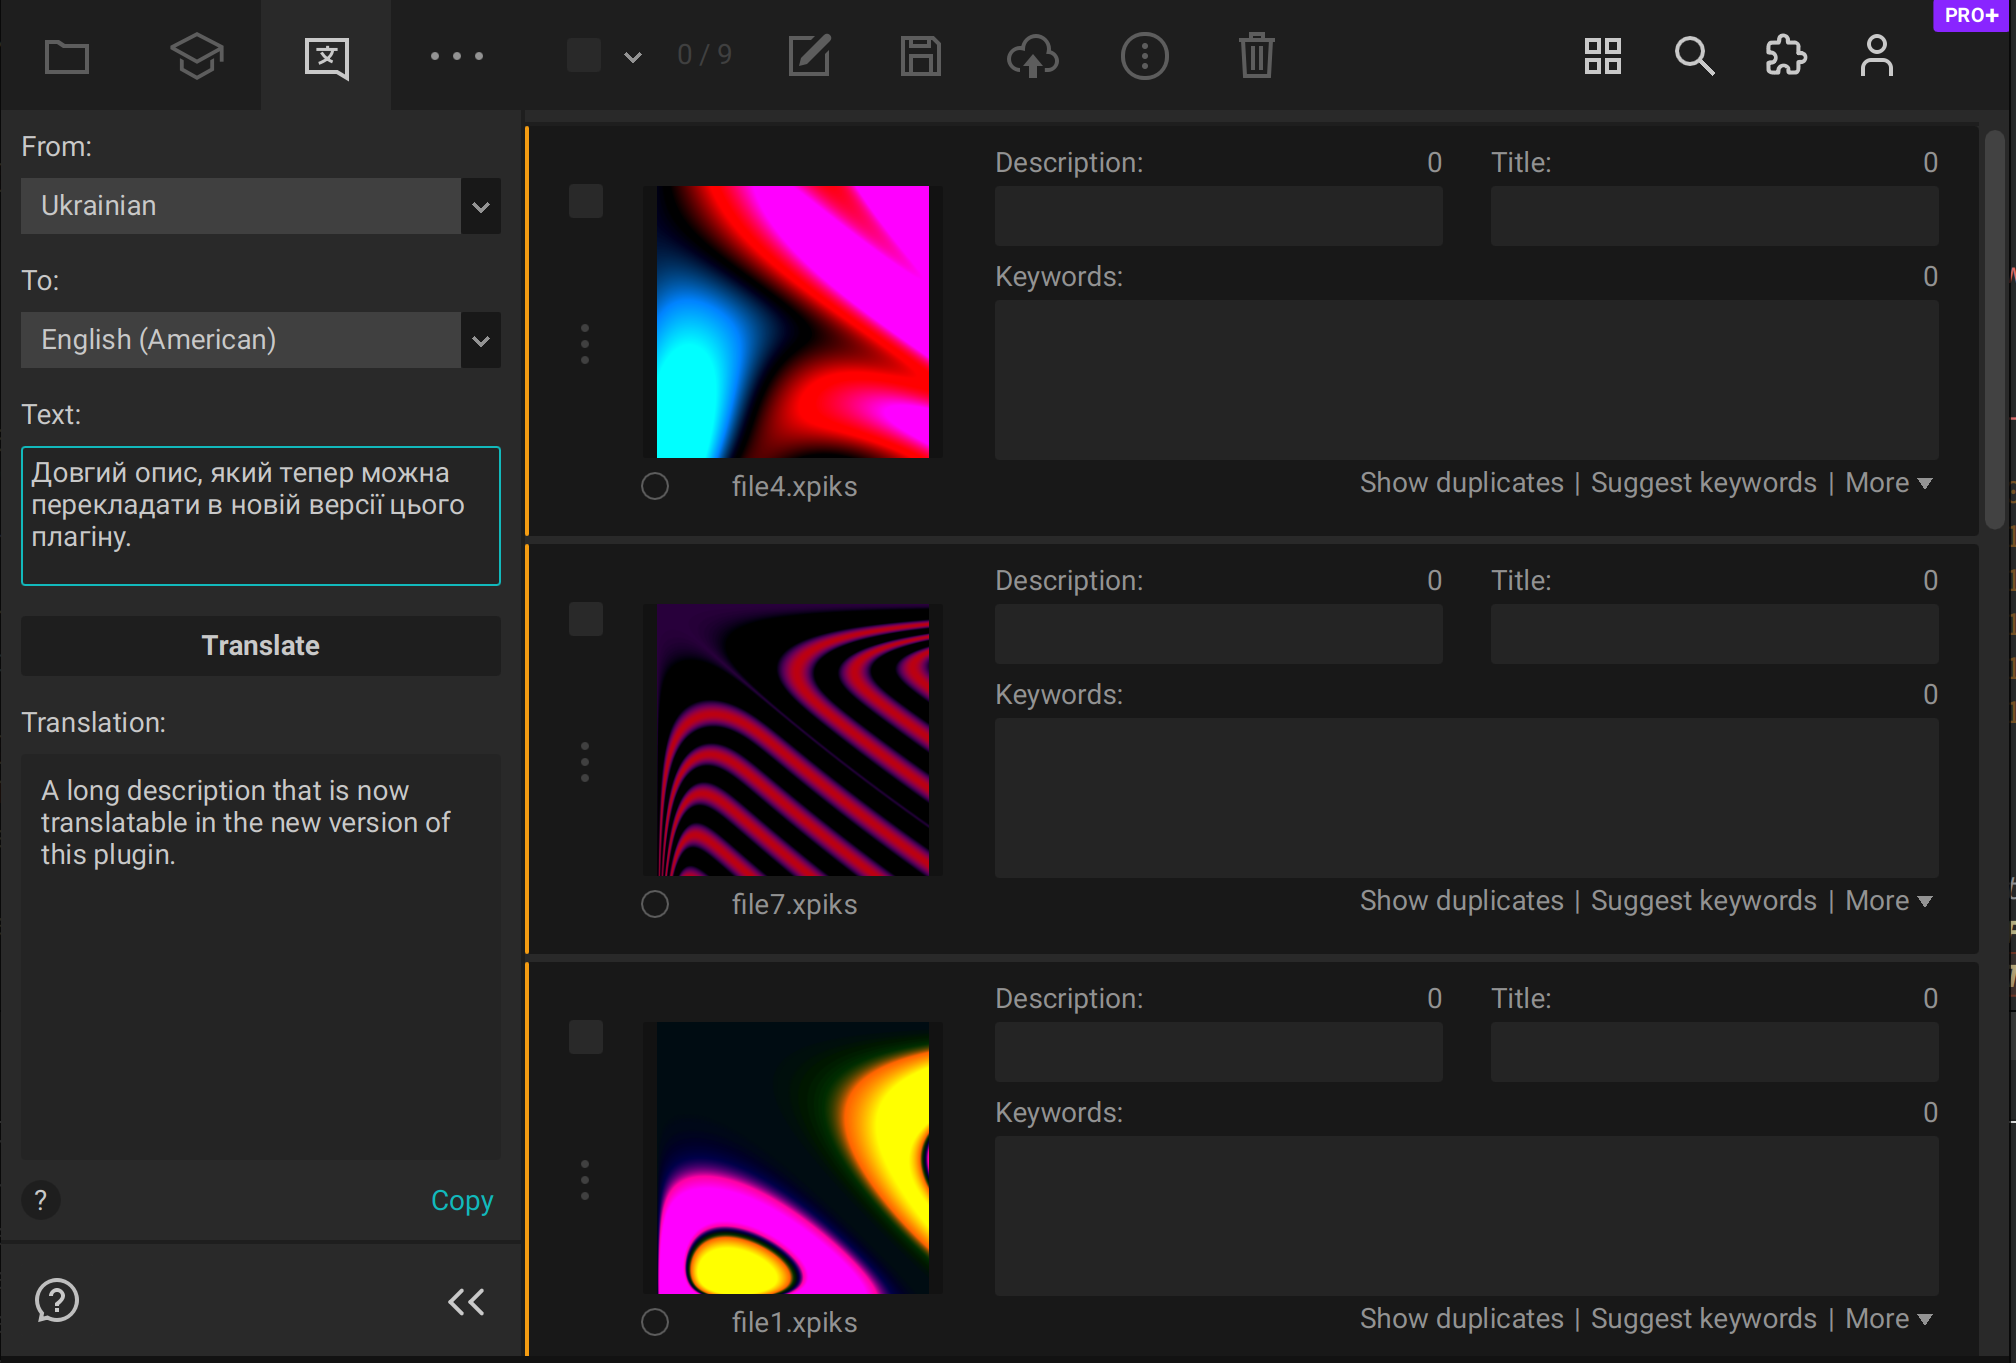 PRO+
0 / 9
From:
Ukrainian
To:
English (American)
Text:
Довгий опис, який тепер можна
перекладати в новій версії цього
плагіну.
Translate
Translation:
A long description that is now
translatable in the new version of
this plugin.
?
Copy
?
Description: 0
Title: 0
Keywords: 0
file4.xpiks
Show duplicates | Suggest keywords | More
Description: 0
Title: 0
Keywords: 0
file7.xpiks
Show duplicates | Suggest keywords | More
Description: 0
Title: 0
Keywords: 0
file1.xpiks
Show duplicates | Suggest keywords | More